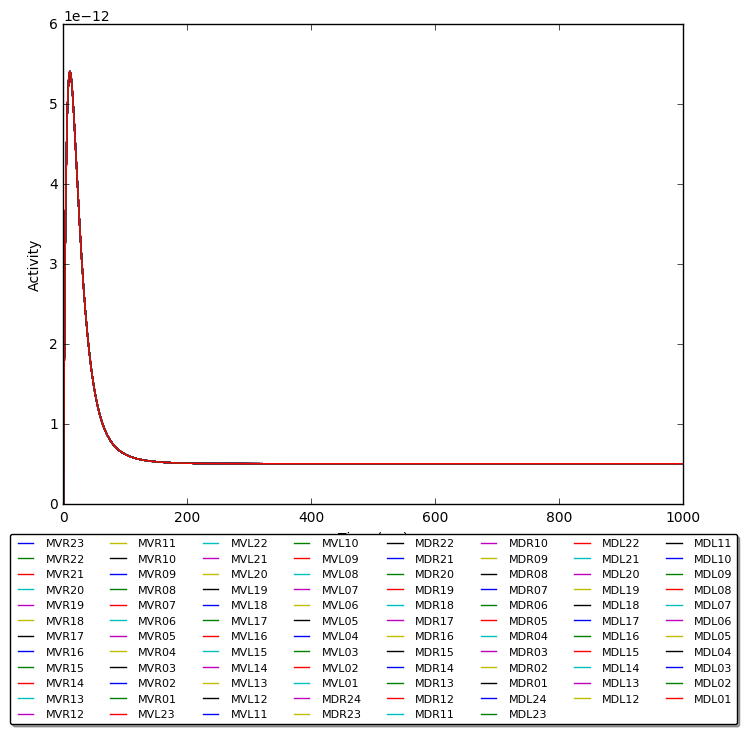 1e−12
6
5
4
3
2
1
0
Activity
0 200 400 600 800 1000
MVR23 MVR11 MVL22 MVL10 MDR22 MDR10 MDL22 MDL11
MVR22 MVR10 MVL21 MVL09 MDR21 MDR09 MDL21 MDL10
MVR21 MVR09 MVL20 MVL08 MDR20 MDR08 MDL20 MDL09
MVR20 MVR08 MVL19 MVL07 MDR19 MDR07 MDL19 MDL08
MVR19 MVR07 MVL18 MVL06 MDR18 MDR06 MDL18 MDL07
MVR18 MVR06 MVL17 MVL05 MDR17 MDR05 MDL17 MDL06
MVR17 MVR05 MVL16 MVL04 MDR16 MDR04 MDL16 MDL05
MVR16 MVR04 MVL15 MVL03 MDR15 MDR03 MDL15 MDL04
MVR15 MVR03 MVL14 MVL02 MDR14 MDR02 MDL14 MDL03
MVR14 MVR02 MVL13 MVL01 MDR13 MDR01 MDL13 MDL02
MVR13 MVR01 MVL12 MDR24 MDR12 MDL24 MDL12 MDL01
MVR12 MVL23 MVL11 MDR23 MDR11 MDL23